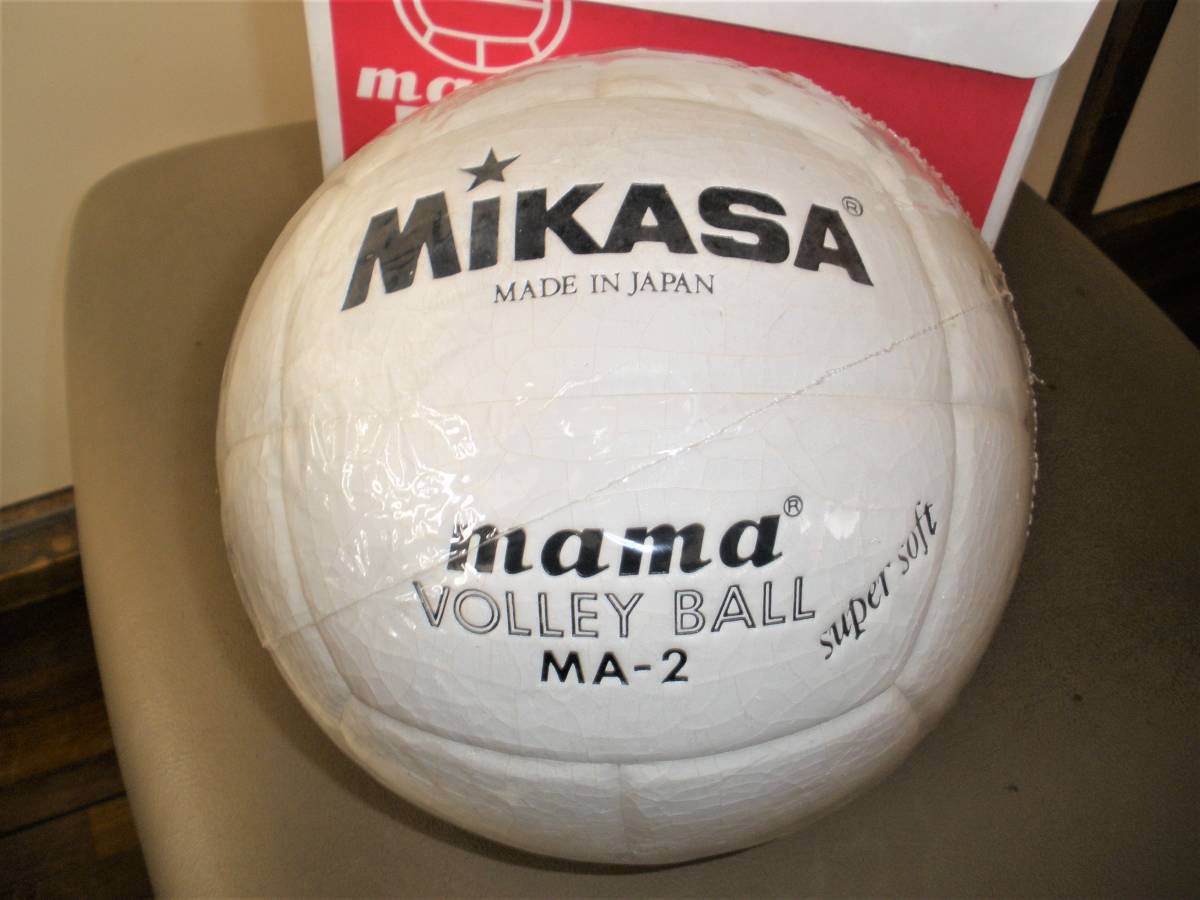 MiKASA®
MADE IN JAPAN
mama®
VOLLEY BALL
super soft
MA-2